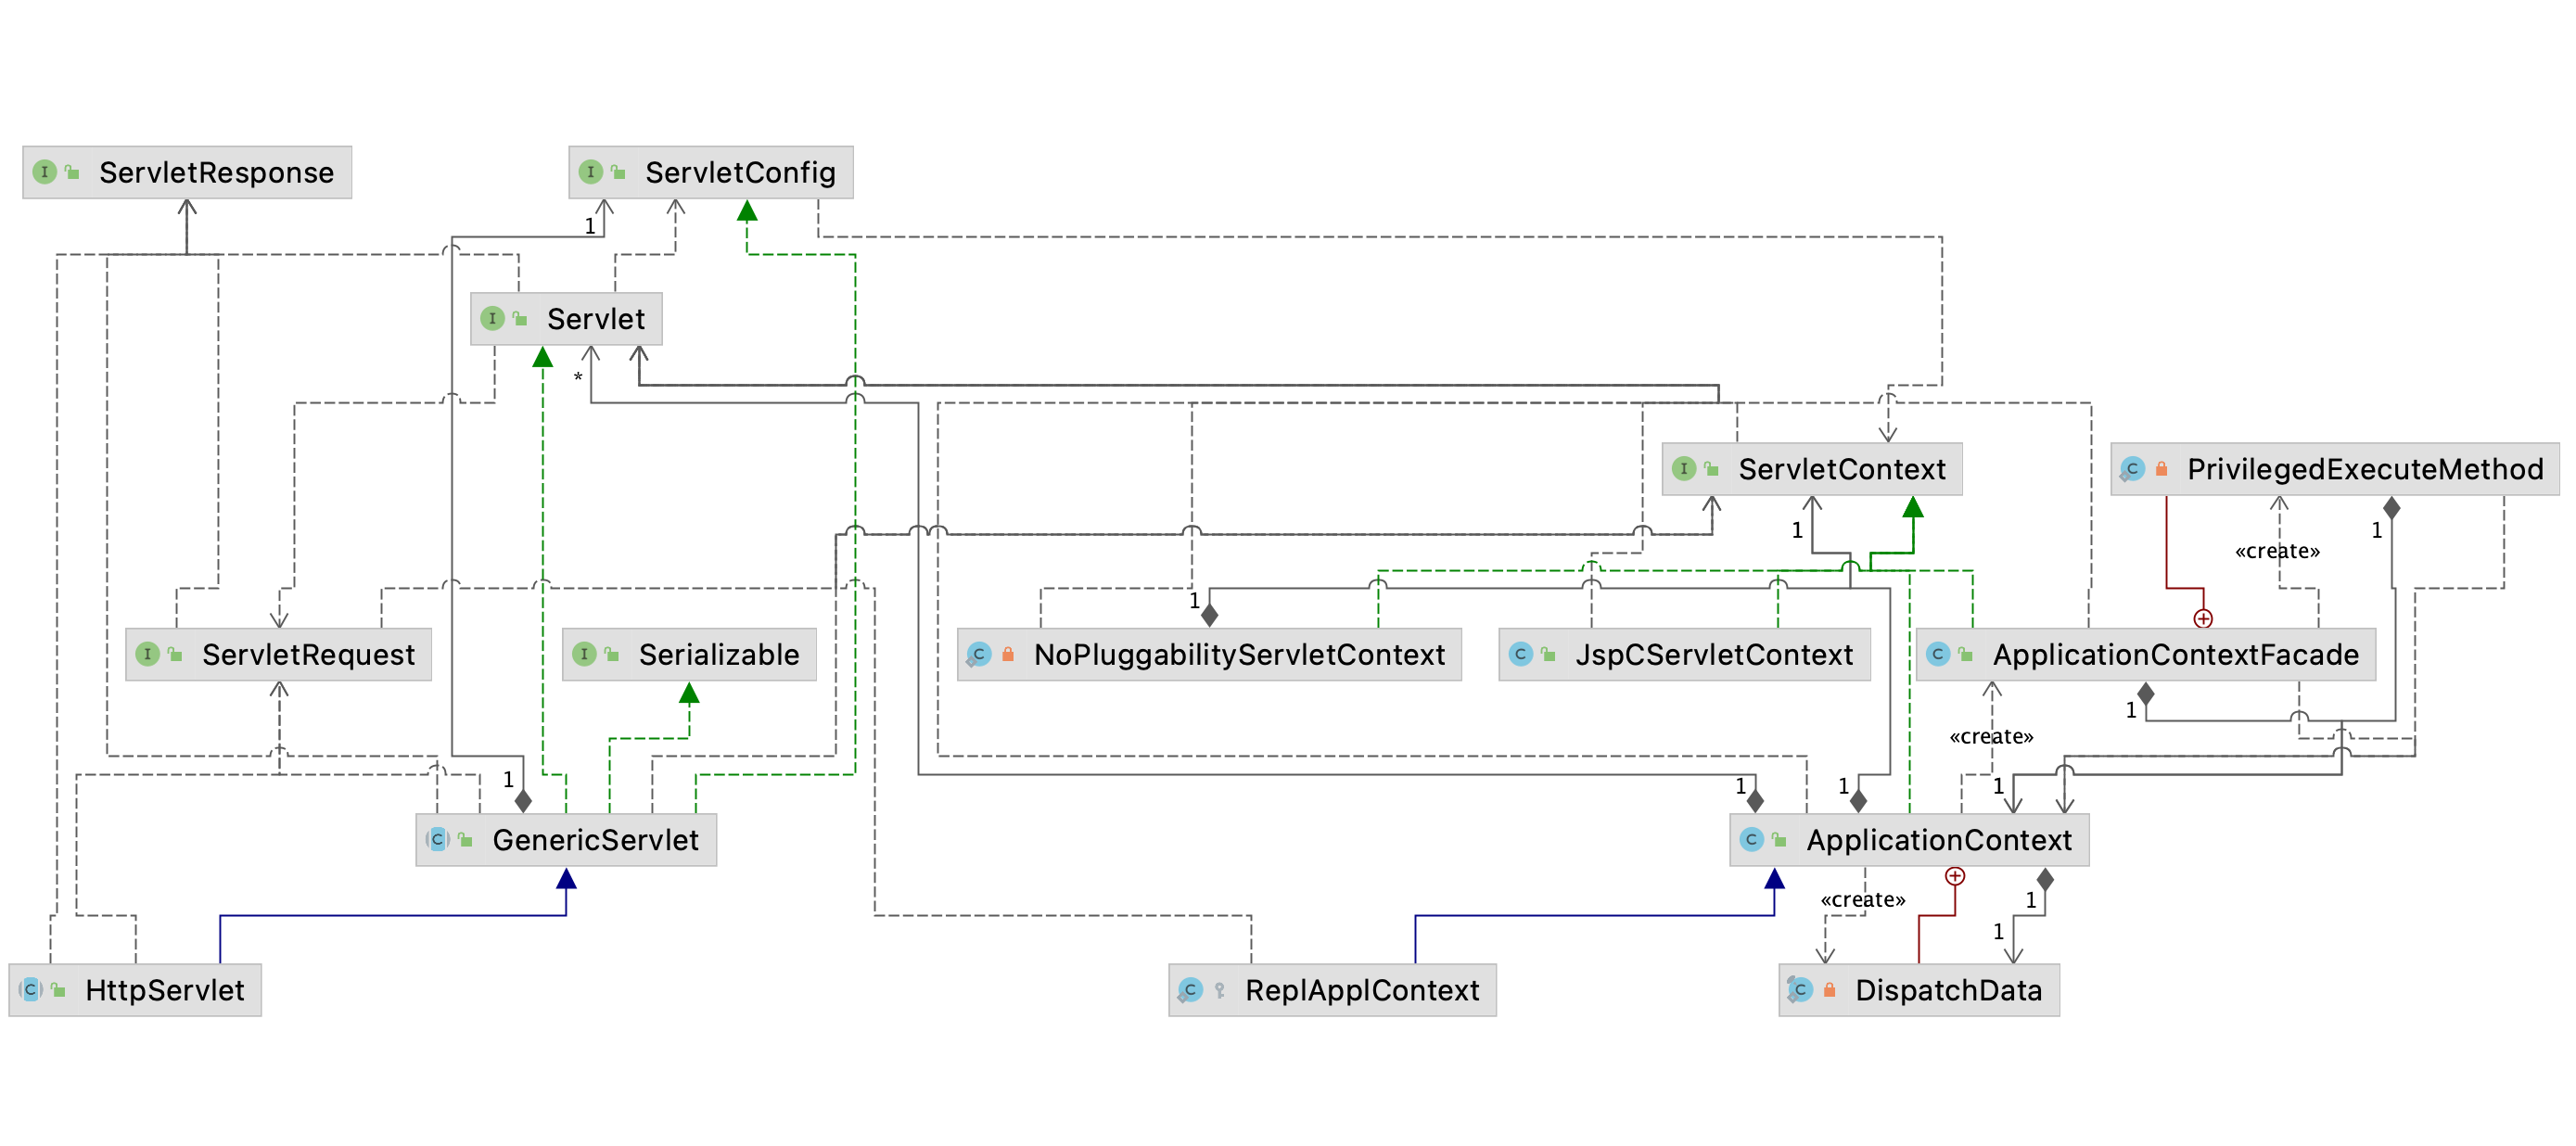 I ServletResponse
I ServletConfig
1
I Servlet
*
I ServletContext
C PrivilegedExecuteMethod
1
1
«create»
1
I ServletRequest
I Serializable
C NoPluggabilityServletContext
C JspCServletContext
C ApplicationContextFacade
1
«create»
1
1
1
1
C GenericServlet
C ApplicationContext
«create»
1
1
C HttpServlet
C ReplApplContext
C DispatchData